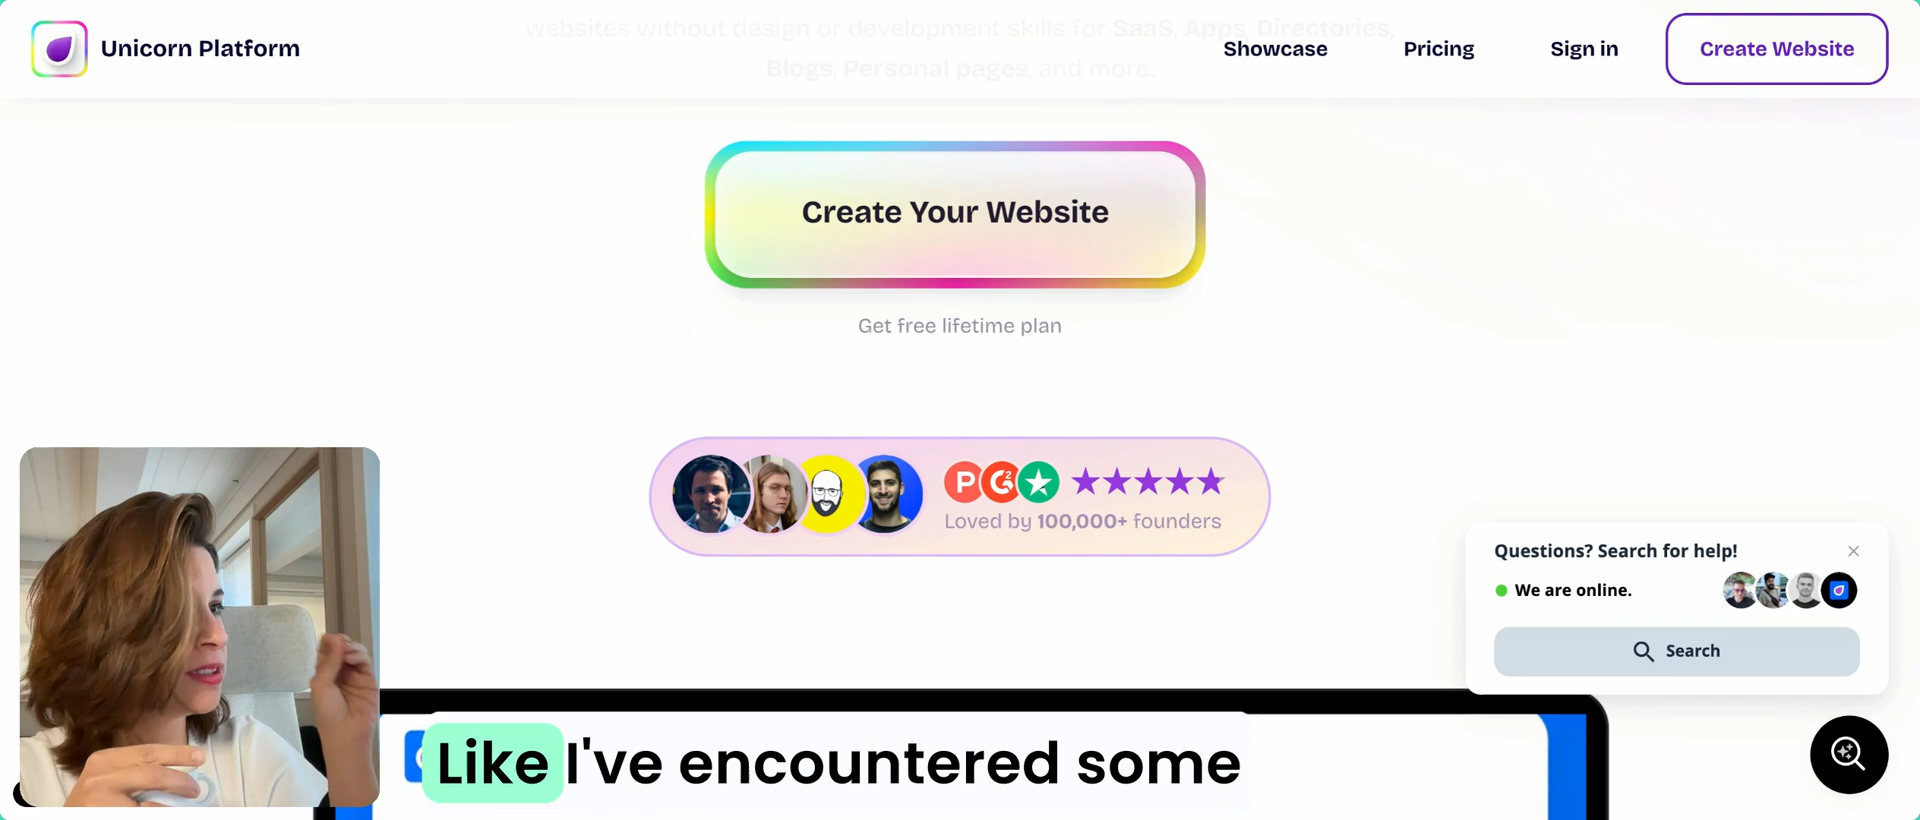 websites without design or development skills for SaaS, Apps, Directories,
Blogs, Personal pages, and more.
Unicorn Platform
Showcase
Pricing
Sign in
Create Website
Create Your Website
Get free lifetime plan
Loved by 100,000+ founders
Questions? Search for help!
We are online.
Search
Like I've encountered some